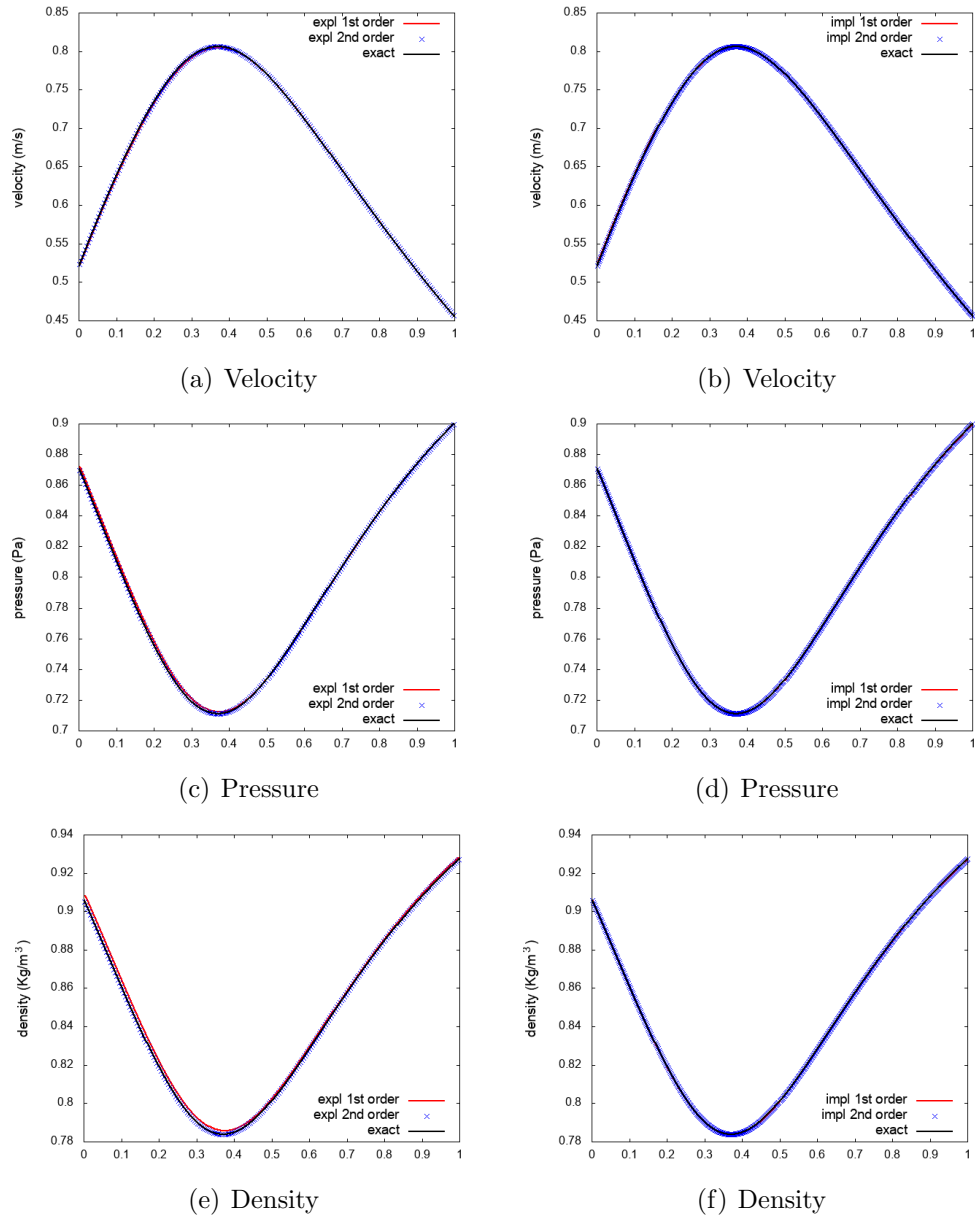 0.85
0.8
0.75
0.7
0.65
0.6
0.55
0.5
0.45
velocity (m/s)
expl 1st order
expl 2nd order
exact
0 0.1 0.2 0.3 0.4 0.5 0.6 0.7 0.8 0.9 1
(a) Velocity
0.85
0.8
0.75
0.7
0.65
0.6
0.55
0.5
0.45
velocity (m/s)
impl 1st order
impl 2nd order
exact
0 0.1 0.2 0.3 0.4 0.5 0.6 0.7 0.8 0.9 1
(b) Velocity
0.9
0.88
0.86
0.84
0.82
0.8
0.78
0.76
0.74
0.72
0.7
pressure (Pa)
expl 1st order
expl 2nd order
exact
0 0.1 0.2 0.3 0.4 0.5 0.6 0.7 0.8 0.9 1
(c) Pressure
0.9
0.88
0.86
0.84
0.82
0.8
0.78
0.76
0.74
0.72
0.7
pressure (Pa)
impl 1st order
impl 2nd order
exact
0 0.1 0.2 0.3 0.4 0.5 0.6 0.7 0.8 0.9 1
(d) Pressure
0.94
0.92
0.9
0.88
0.86
0.84
0.82
0.8
0.78
density (Kg/m³)
expl 1st order
expl 2nd order
exact
0 0.1 0.2 0.3 0.4 0.5 0.6 0.7 0.8 0.9 1
(e) Density
0.94
0.92
0.9
0.88
0.86
0.84
0.82
0.8
0.78
density (Kg/m³)
impl 1st order
impl 2nd order
exact
0 0.1 0.2 0.3 0.4 0.5 0.6 0.7 0.8 0.9 1
(f) Density